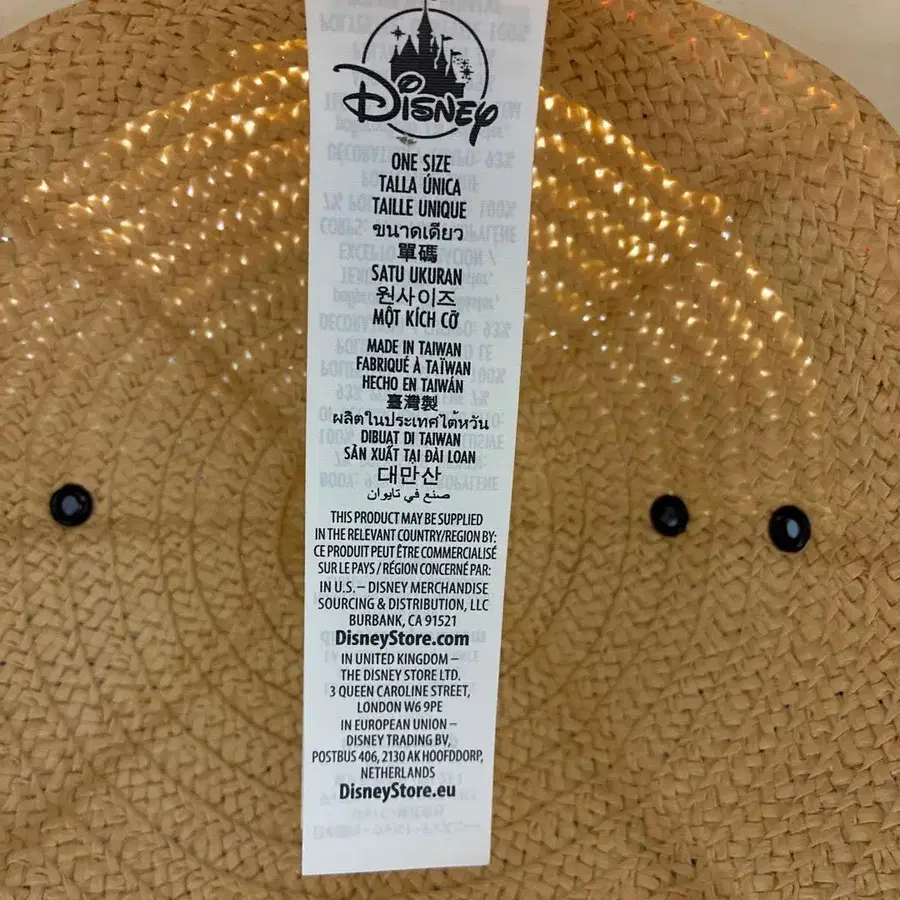 Disney
ONE SIZE
TALLA ÚNICA
TAILLE UNIQUE
ขนาดเดียว
單碼
SATU UKURAN
원사이즈
MỘT KÍCH CỠ
MADE IN TAIWAN
FABRIQUÉ À TAÏWAN
HECHO EN TAIWÁN
臺灣製
ผลิตในประเทศไต้หวัน
DIBUAT DI TAIWAN
SẢN XUẤT TẠI ĐÀI LOAN
대만산
صنع في تايوان
THIS PRODUCT MAY BE SUPPLIED
IN THE RELEVANT COUNTRY/REGION BY:
CE PRODUIT PEUT ÊTRE COMMERCIALISÉ
SUR LE PAYS / RÉGION CONCERNÉ PAR:
IN U.S. – DISNEY MERCHANDISE
SOURCING & DISTRIBUTION, LLC
BURBANK, CA 91521
DisneyStore.com
IN UNITED KINGDOM –
THE DISNEY STORE LTD.
3 QUEEN CAROLINE STREET,
LONDON W6 9PE
IN EUROPEAN UNION –
DISNEY TRADING BV,
POSTBUS 406, 2130 AK HOOFDDORP,
NETHERLANDS
DisneyStore.eu